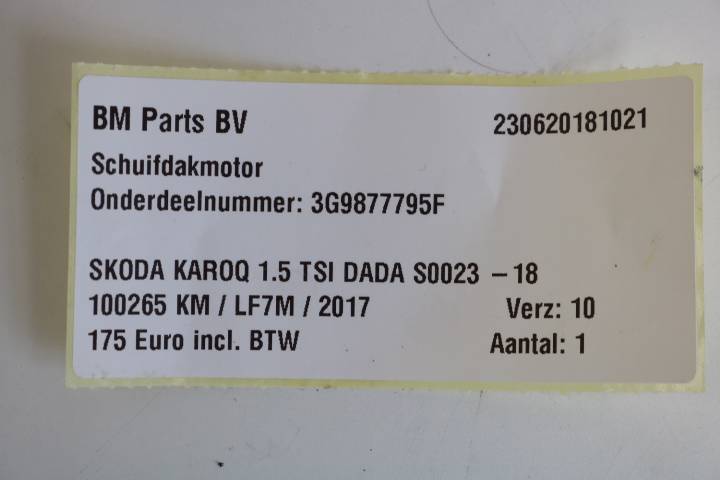 BM Parts BV 230620181021
Schuifdakmotor
Onderdeelnummer: 3G9877795F
SKODA KAROQ 1.5 TSI DADA S0023 - 18
100265 KM / LF7M / 2017 Verz: 10
175 Euro incl. BTW Aantal: 1